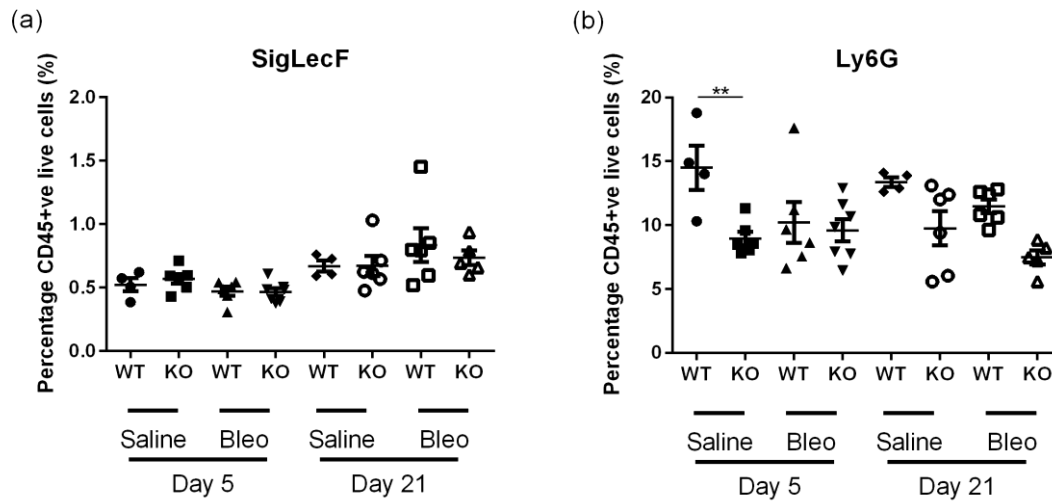 (a)
SigLecF
Percentage CD45+ve live cells (%)
2.0
1.5
1.0
0.5
0.0
WT KO WT KO WT KO WT KO
Saline Bleo Saline Bleo
Day 5 Day 21
(b)
Ly6G
Percentage CD45+ve live cells (%)
20
15
10
5
0
**
WT KO WT KO WT KO WT KO
Saline Bleo Saline Bleo
Day 5 Day 21